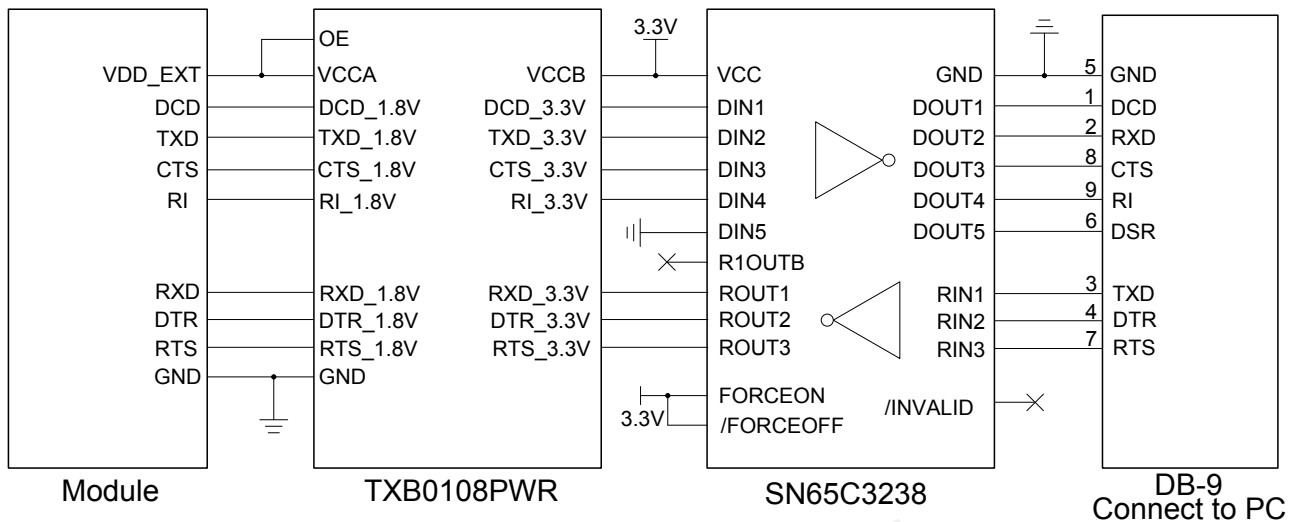 3.3V
OE
VDD_EXT VCCA VCCB VCC GND 5 GND
DCD DCD_1.8V DCD_3.3V DIN1 DOUT1 1 DCD
TXD TXD_1.8V TXD_3.3V DIN2 DOUT2 2 RXD
CTS CTS_1.8V CTS_3.3V DIN3 DOUT3 8 CTS
RI RI_1.8V RI_3.3V DIN4 DOUT4 9 RI
DIN5 DOUT5 6 DSR
R1OUTB
RXD RXD_1.8V RXD_3.3V ROUT1 RIN1 3 TXD
DTR DTR_1.8V DTR_3.3V ROUT2 RIN2 4 DTR
RTS RTS_1.8V RTS_3.3V ROUT3 RIN3 7 RTS
GND GND
FORCEON
3.3V /FORCEOFF /INVALID
Module TXB0108PWR SN65C3238 DB-9
Connect to PC